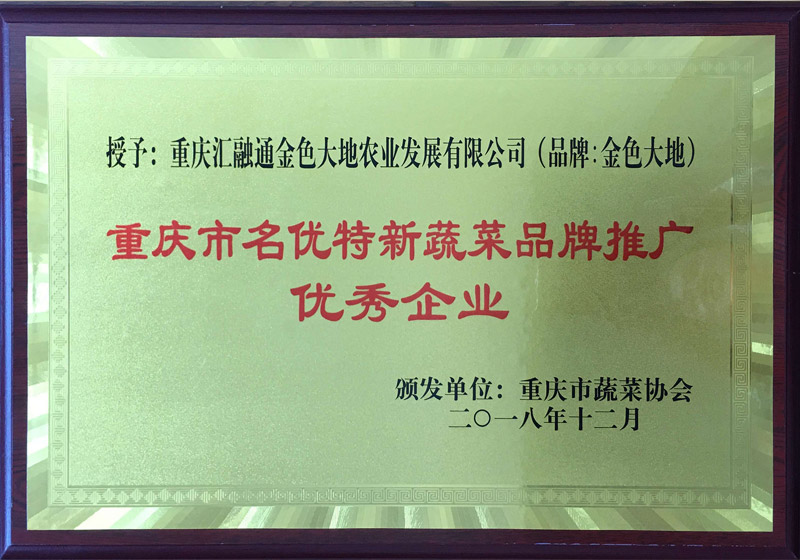 授予：重庆汇融通金色大地农业发展有限公司（品牌：金色大地）
重庆市名优特新蔬菜品牌推广
优秀企业
颁发单位：重庆市蔬菜协会
二〇一八年十二月